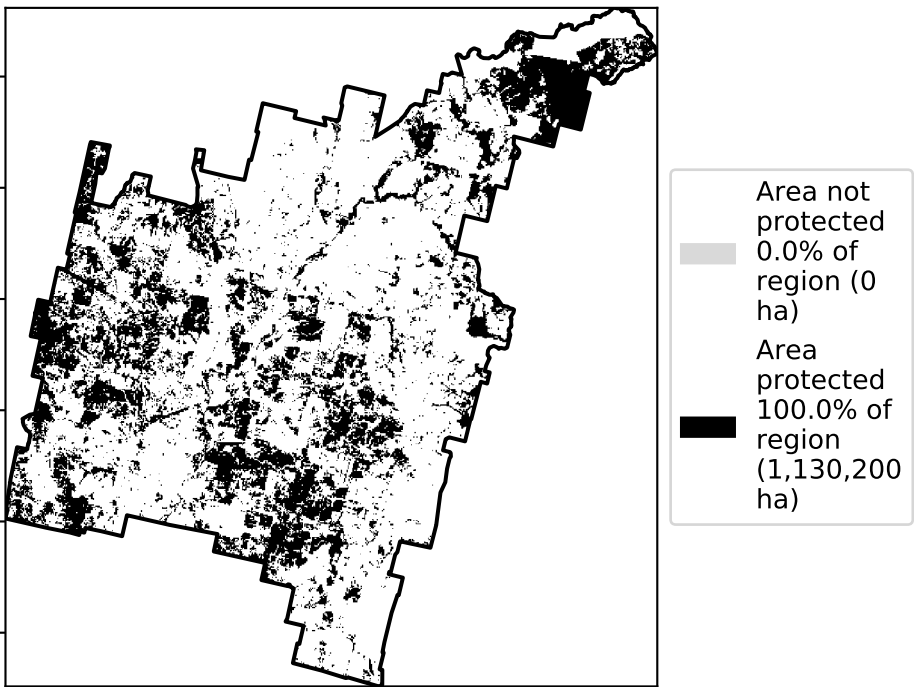 Area not
protected
0.0% of
region (0
ha)
Area
protected
100.0% of
region
(1,130,200
ha)